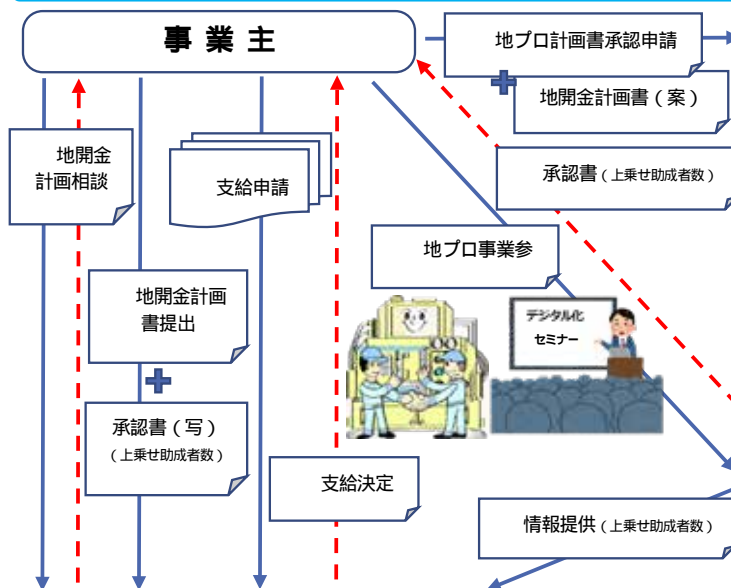 事業主
地プロ計画書承認申請
地開金計画書（案）
地開金
計画相談
支給申請
承認書（上乗せ助成者数）
地プロ事業参
地開金計画
書提出
デジタル化
セミナー
承認書（写）
（上乗せ助成者数）
支給決定
情報提供（上乗せ助成者数）